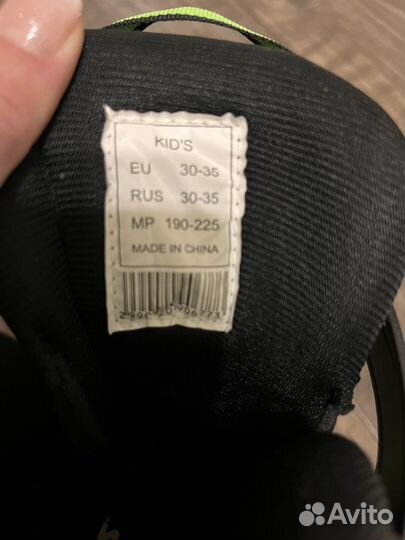 KID'S
EU 30-35
RUS 30-35
MP 190-225
MADE IN CHINA
Avito